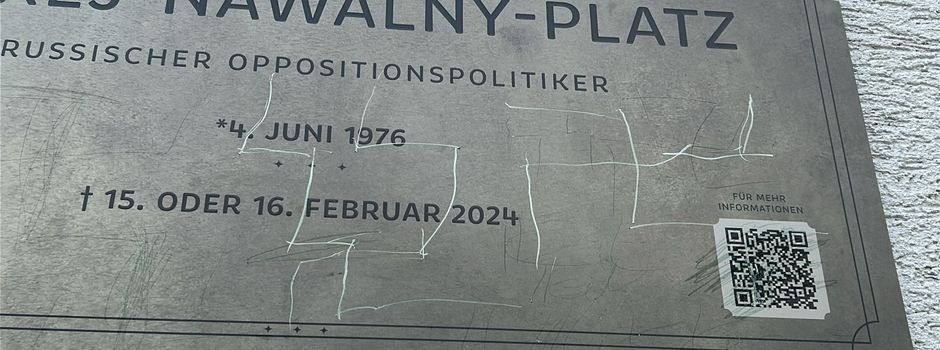 NAWALNY-PLATZ
RUSSISCHER OPPOSITIONSPOLITIKER
*4. JUNI 1976
† 15. ODER 16. FEBRUAR 2024
FÜR MEHR
INFORMATIONEN